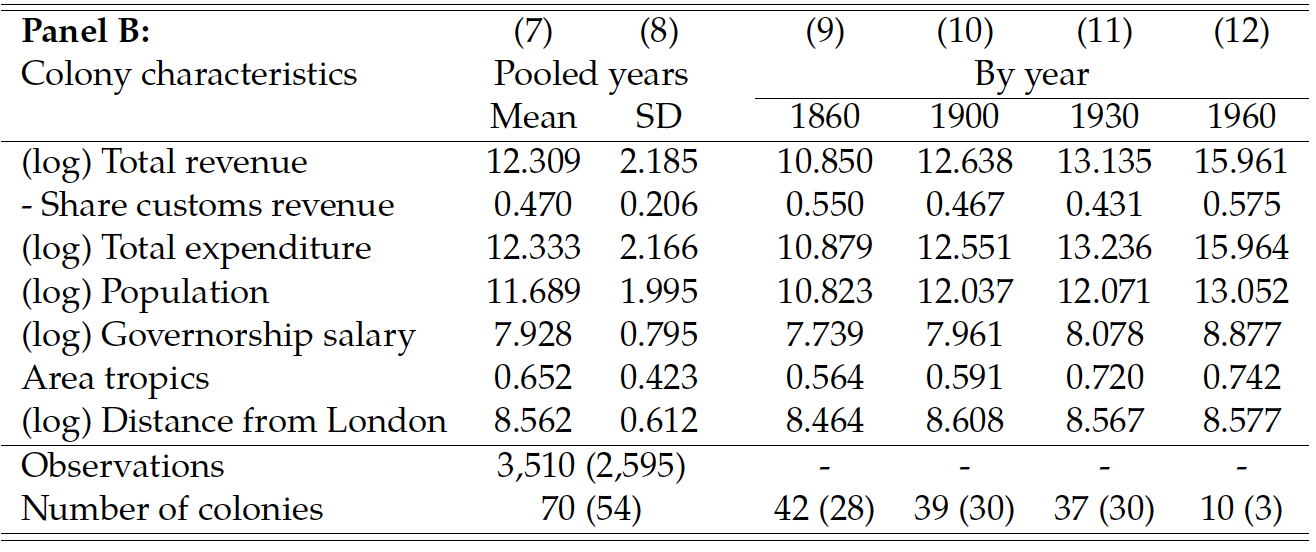 Panel B: (7) (8) (9) (10) (11) (12)
Colony characteristics Pooled years By year
Mean SD 1860 1900 1930 1960
(log) Total revenue 12.309 2.185 10.850 12.638 13.135 15.961
- Share customs revenue 0.470 0.206 0.550 0.467 0.431 0.575
(log) Total expenditure 12.333 2.166 10.879 12.551 13.236 15.964
(log) Population 11.689 1.995 10.823 12.037 12.071 13.052
(log) Governorship salary 7.928 0.795 7.739 7.961 8.078 8.877
Area tropics 0.652 0.423 0.564 0.591 0.720 0.742
(log) Distance from London 8.562 0.612 8.464 8.608 8.567 8.577
Observations 3,510 (2,595) - - - -
Number of colonies 70 (54) 42 (28) 39 (30) 37 (30) 10 (3)